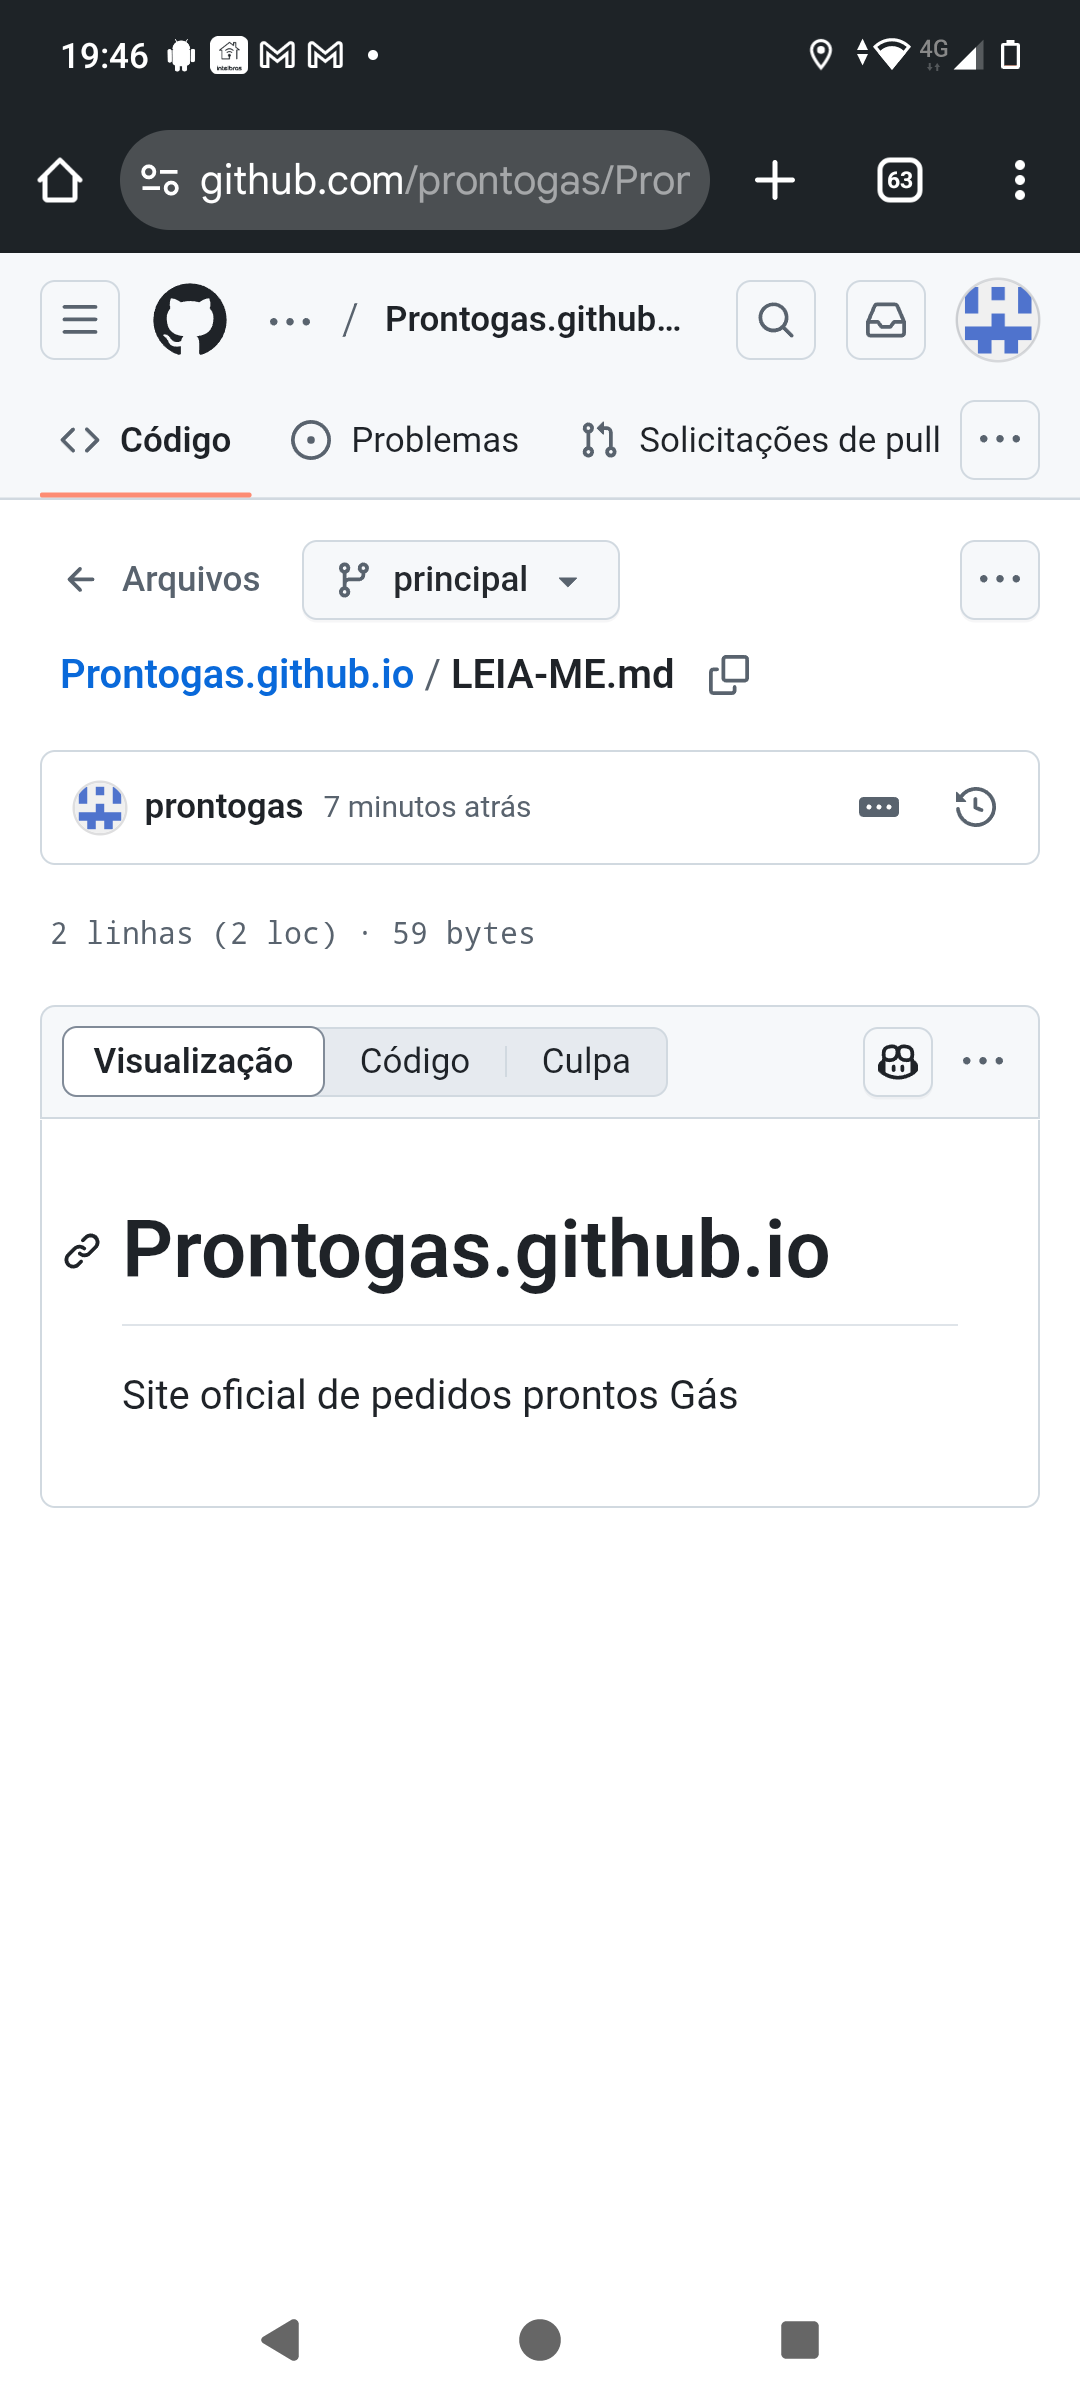 19:46
intelbras
4G
github.com/prontogas/Pror
63
/ Prontogas.github...
Código
Problemas
Solicitações de pull
Arquivos
principal
Prontogas.github.io / LEIA-ME.md
prontogas 7 minutos atrás
2 linhas (2 loc) · 59 bytes
Visualização
Código
Culpa
Prontogas.github.io
Site oficial de pedidos prontos Gás